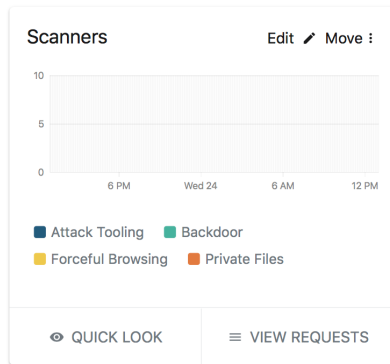 Scanners
Edit Move
10
5
0
6 PM Wed 24 6 AM 12 PM
Attack Tooling Backdoor
Forceful Browsing Private Files
QUICK LOOK VIEW REQUESTS